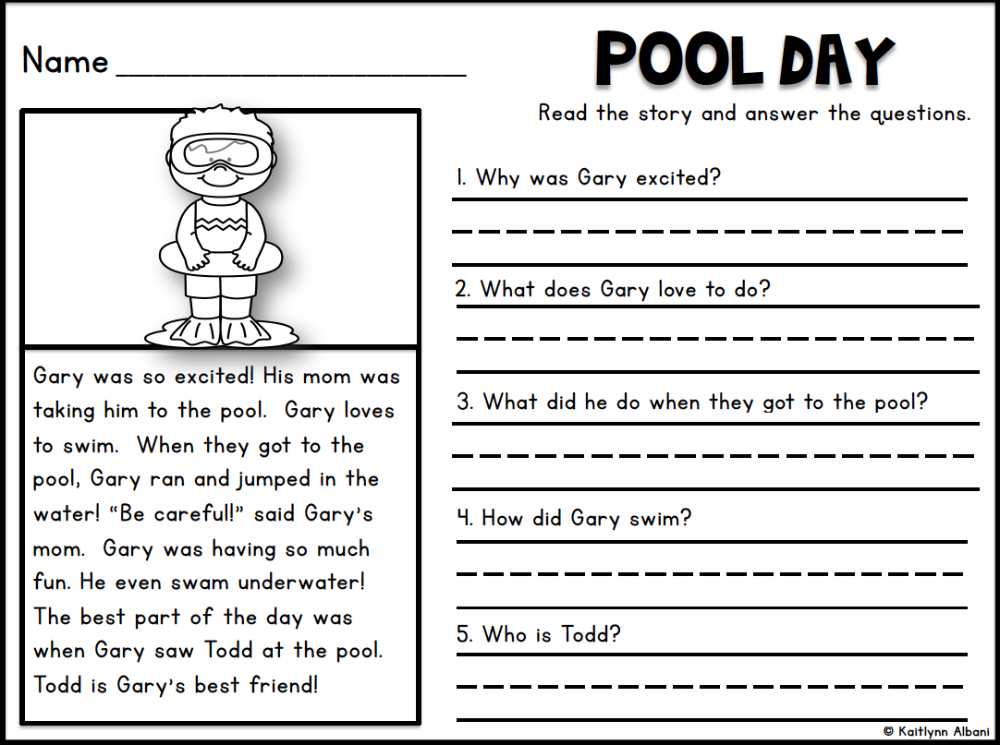 Name
POOL DAY
Read the story and answer the questions.
Gary was so excited! His mom was
taking him to the pool. Gary loves
to swim. When they got to the
pool, Gary ran and jumped in the
water! “Be careful!” said Gary’s
mom. Gary was having so much
fun. He even swam underwater!
The best part of the day was
when Gary saw Todd at the pool.
Todd is Gary’s best friend!
1. Why was Gary excited?
2. What does Gary love to do?
3. What did he do when they got to the pool?
4. How did Gary swim?
5. Who is Todd?
© Kaitlynn Albani